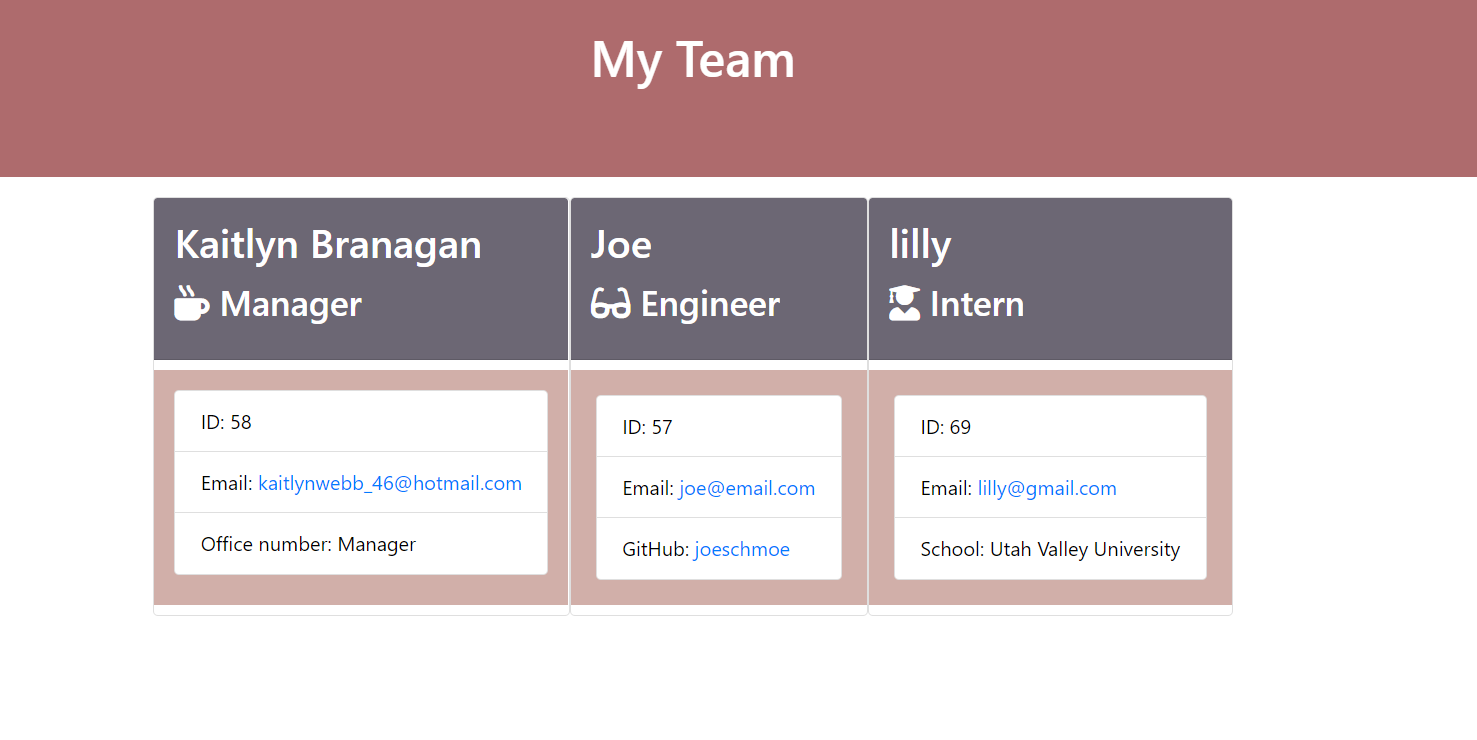 My Team
Kaitlyn Branagan
Manager
ID: 58
Email: kaitlynwebb_46@hotmail.com
Office number: Manager
Joe
Engineer
ID: 57
Email: joe@email.com
GitHub: joeschmoe
lilly
Intern
ID: 69
Email: lilly@gmail.com
School: Utah Valley University